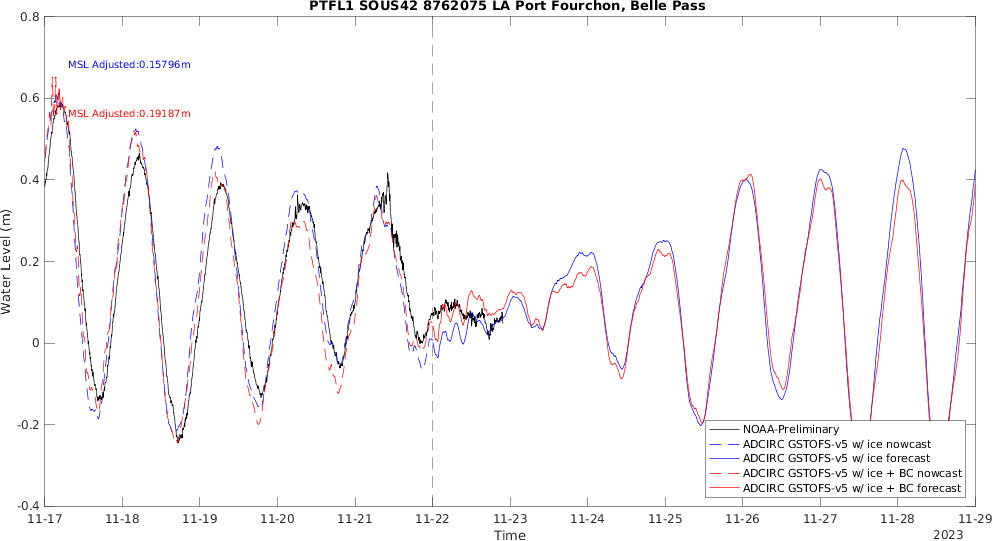 PTFL1 SOUS42 8762075 LA Port Fourchon, Belle Pass
0.8
0.6
0.4
0.2
0
-0.2
-0.4
Water Level (m)
MSL Adjusted:0.15796m
MSL Adjusted:0.19187m
NOAA-Preliminary
ADCIRC GSTOFS-v5 w/ ice nowcast
ADCIRC GSTOFS-v5 w/ ice forecast
ADCIRC GSTOFS-v5 w/ ice + BC nowcast
ADCIRC GSTOFS-v5 w/ ice + BC forecast
11-17 11-18 11-19 11-20 11-21 11-22 11-23 11-24 11-25 11-26 11-27 11-28 11-29
Time
2023